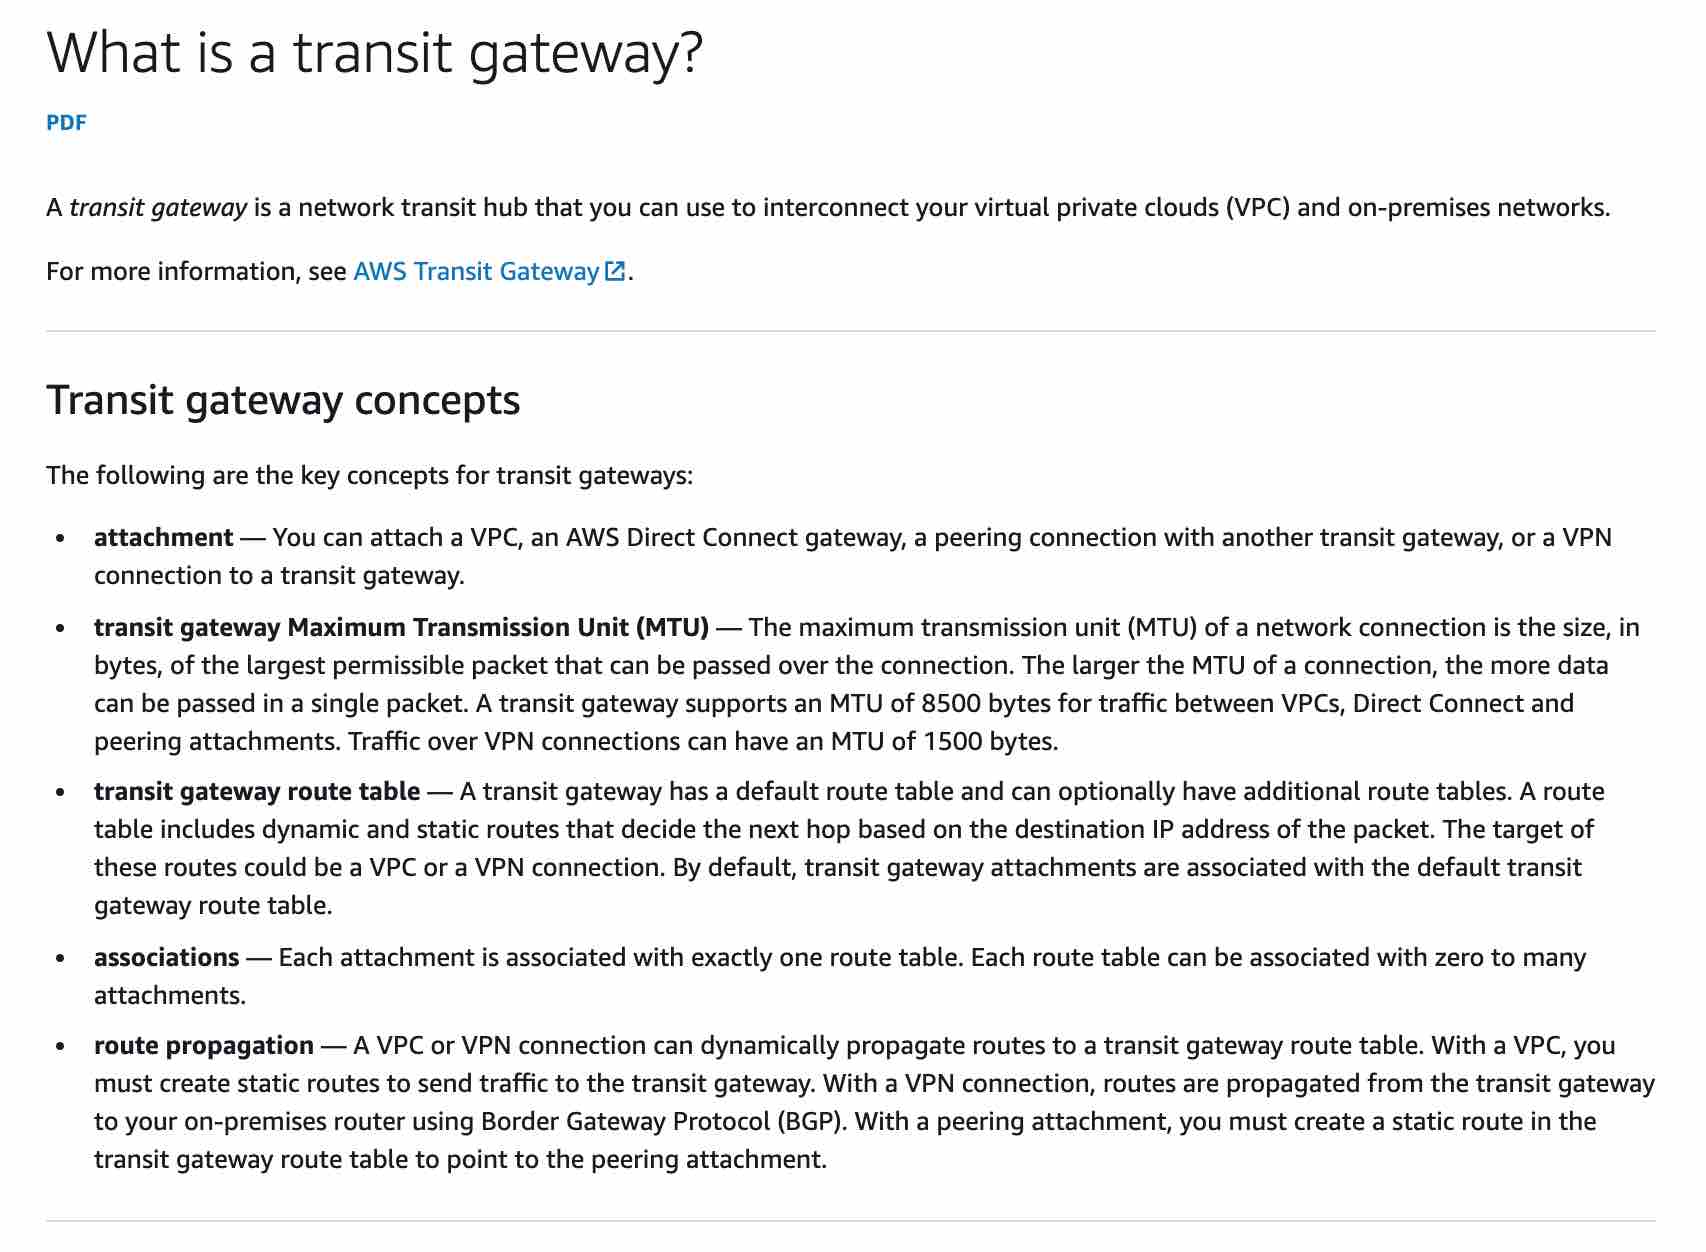 What is a transit gateway?
PDF
A transit gateway is a network transit hub that you can use to interconnect your virtual private clouds (VPC) and on-premises networks.
For more information, see AWS Transit Gateway.
Transit gateway concepts
The following are the key concepts for transit gateways:
• attachment — You can attach a VPC, an AWS Direct Connect gateway, a peering connection with another transit gateway, or a VPN
connection to a transit gateway.
• transit gateway Maximum Transmission Unit (MTU) — The maximum transmission unit (MTU) of a network connection is the size, in
bytes, of the largest permissible packet that can be passed over the connection. The larger the MTU of a connection, the more data
can be passed in a single packet. A transit gateway supports an MTU of 8500 bytes for traffic between VPCs, Direct Connect and
peering attachments. Traffic over VPN connections can have an MTU of 1500 bytes.
• transit gateway route table — A transit gateway has a default route table and can optionally have additional route tables. A route
table includes dynamic and static routes that decide the next hop based on the destination IP address of the packet. The target of
these routes could be a VPC or a VPN connection. By default, transit gateway attachments are associated with the default transit
gateway route table.
• associations — Each attachment is associated with exactly one route table. Each route table can be associated with zero to many
attachments.
• route propagation — A VPC or VPN connection can dynamically propagate routes to a transit gateway route table. With a VPC, you
must create static routes to send traffic to the transit gateway. With a VPN connection, routes are propagated from the transit gateway
to your on-premises router using Border Gateway Protocol (BGP). With a peering attachment, you must create a static route in the
transit gateway route table to point to the peering attachment.